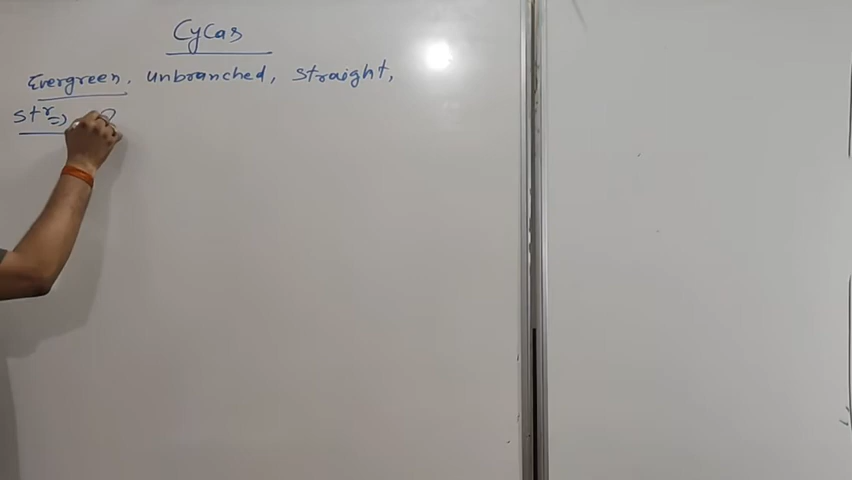 Cycas
Evergreen, unbranched, straight,
str =>